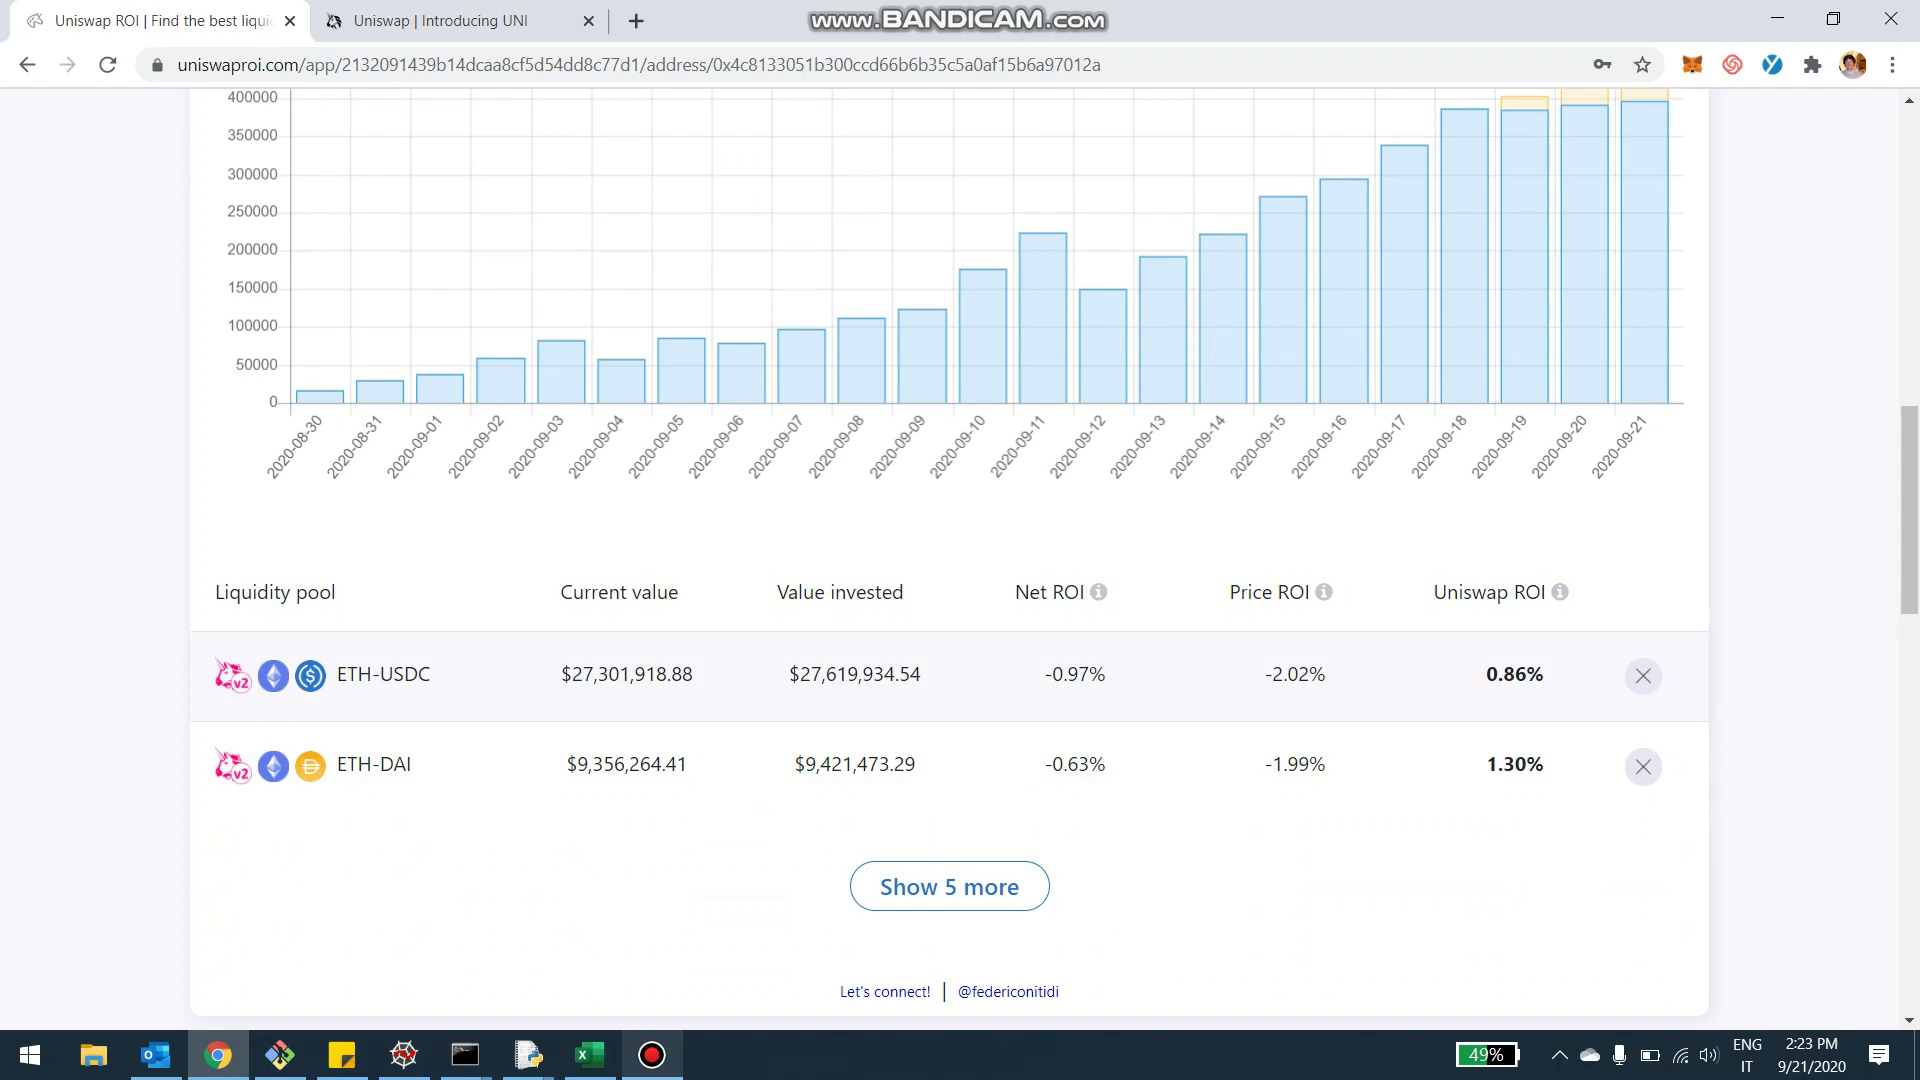 Uniswap ROI | Find the best liquid
Uniswap | Introducing UNI
www.BANDICAM.com
uniswaproi.com/app/2132091439b14dcaa8cf5d54dd8c77d1/address/0x4c8133051b300ccd66b6b35c5a0af15b6a97012a
400000
350000
300000
250000
200000
150000
100000
50000
0
2020-08-30
2020-08-31
2020-09-01
2020-09-02
2020-09-03
2020-09-04
2020-09-05
2020-09-06
2020-09-07
2020-09-08
2020-09-09
2020-09-10
2020-09-11
2020-09-12
2020-09-13
2020-09-14
2020-09-15
2020-09-16
2020-09-17
2020-09-18
2020-09-19
2020-09-20
2020-09-21
Liquidity pool Current value Value invested Net ROI Price ROI Uniswap ROI
v2 ETH-USDC $27,301,918.88 $27,619,934.54 -0.97% -2.02% 0.86%
v2 ETH-DAI $9,356,264.41 $9,421,473.29 -0.63% -1.99% 1.30%
Show 5 more
Let's connect! | @federiconitidi
49%
ENG
IT
2:23 PM
9/21/2020